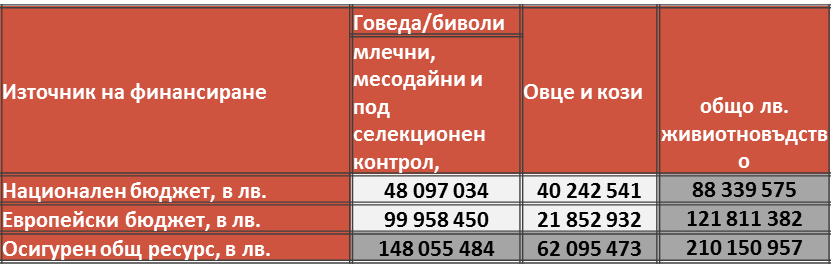 Източник на финансиране
Говеда/биволи
млечни,
месодайни и
под
селекционен
контрол,
Овце и кози
общо лв.
живиотновъдств
о
Национален бюджет, в лв. 48 097 034 40 242 541 88 339 575
Европейски бюджет, в лв. 99 958 450 21 852 932 121 811 382
Осигурен общ ресурс, в лв. 148 055 484 62 095 473 210 150 957